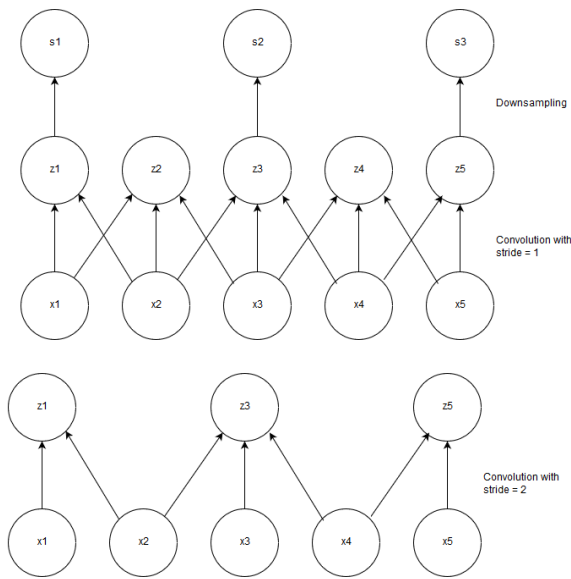 s1
s2
s3
Downsampling
z1
z2
z3
z4
z5
Convolution with
stride = 1
x1
x2
x3
x4
x5
z1
z3
z5
Convolution with
stride = 2
x1
x2
x3
x4
x5